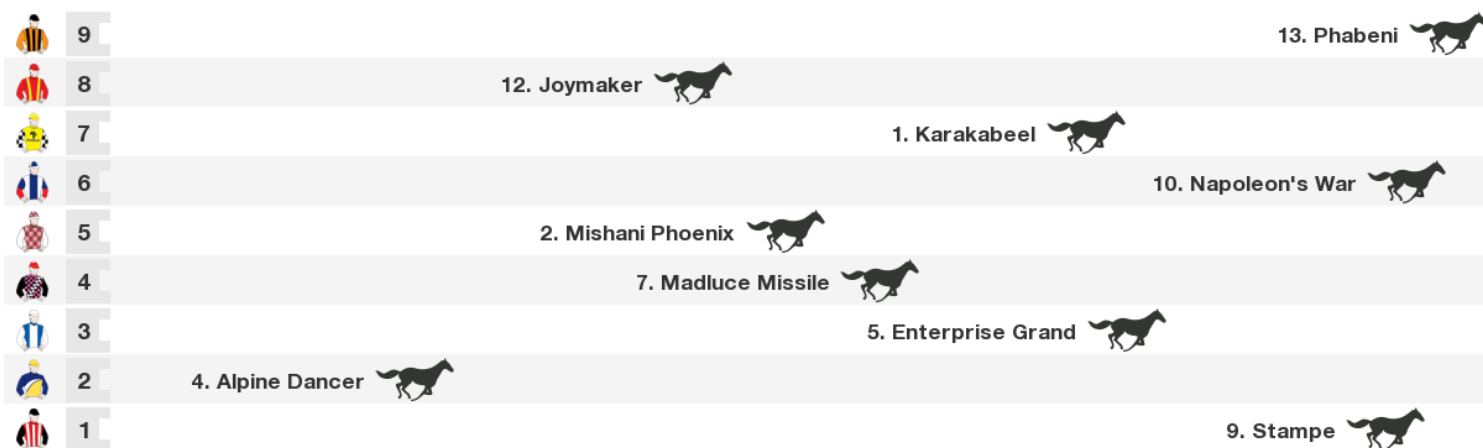 9 13. Phabeni
8 12. Joymaker
7 1. Karakabeel
6 10. Napoleon's War
5 2. Mishani Phoenix
4 7. Madluce Missile
3 5. Enterprise Grand
2 4. Alpine Dancer
1 9. Stampe